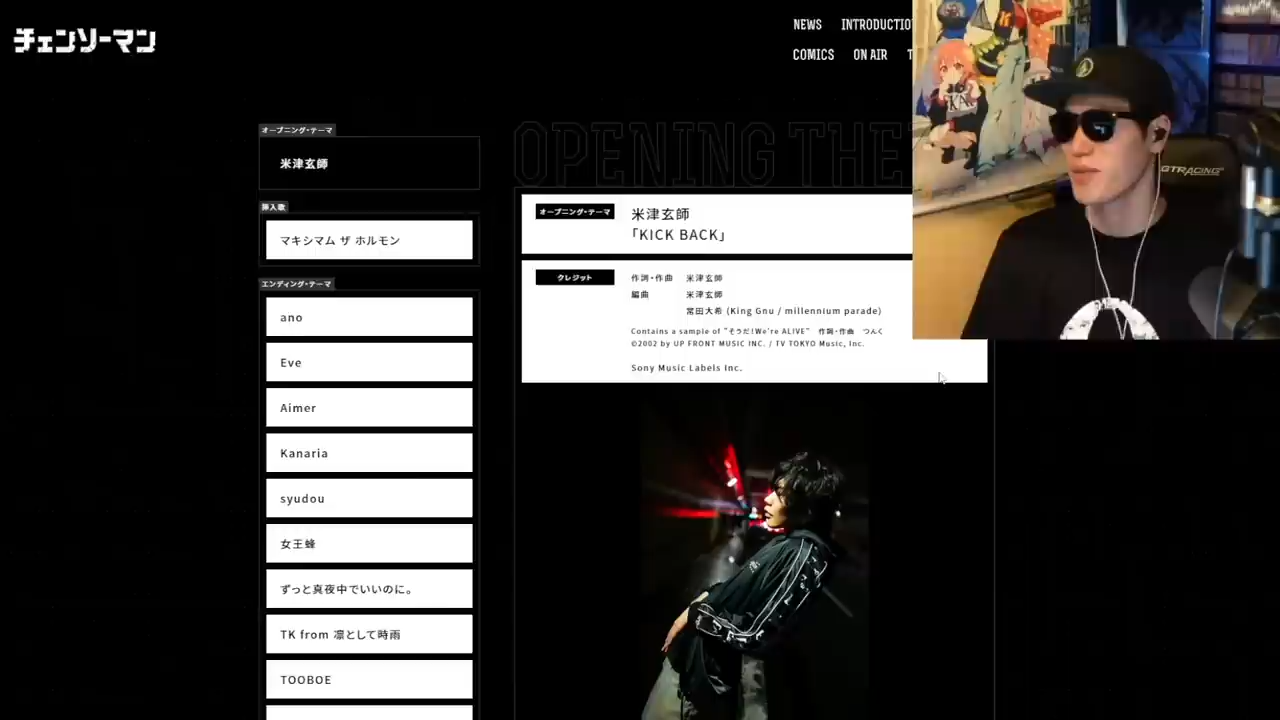 チェンソーマン
NEWS
COMICS
ON AIR
オープニング・テーマ
米津玄師
挿入歌
マキシマム ザ ホルモン
エンディング・テーマ
ano
Eve
Aimer
Kanaria
syudou
女王蜂
ずっと真夜中でいいのに。
TK from 凛として時雨
TOOBOE
OPENING
オープニング・テーマ
米津玄師
「KICK BACK」
クレジット
作詞・作曲 米津玄師
編曲 米津玄師
常田大希 (King Gnu / millennium parade)
Contains a sample of "そうだ!We're ALIVE" 作詞・作曲 つんく
©2002 by UP FRONT MUSIC INC. / TV TOKYO Music, Inc.
Sony Music Labels Inc.
GTRACING